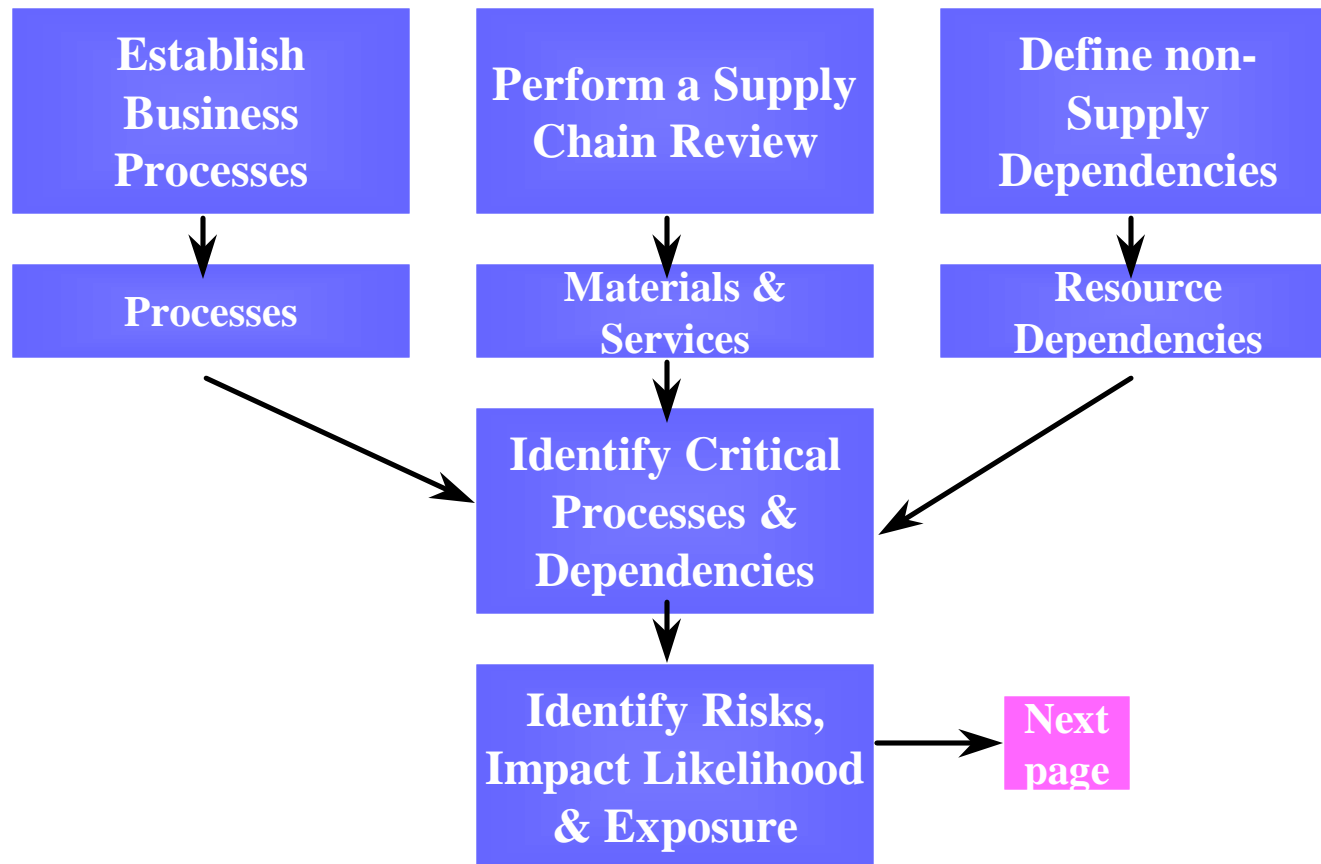 Establish
Business
Processes
Perform a Supply
Chain Review
Define non-
Supply
Dependencies
Processes
Materials &
Services
Resource
Dependencies
Identify Critical
Processes &
Dependencies
Identify Risks,
Impact Likelihood
& Exposure
Next
page